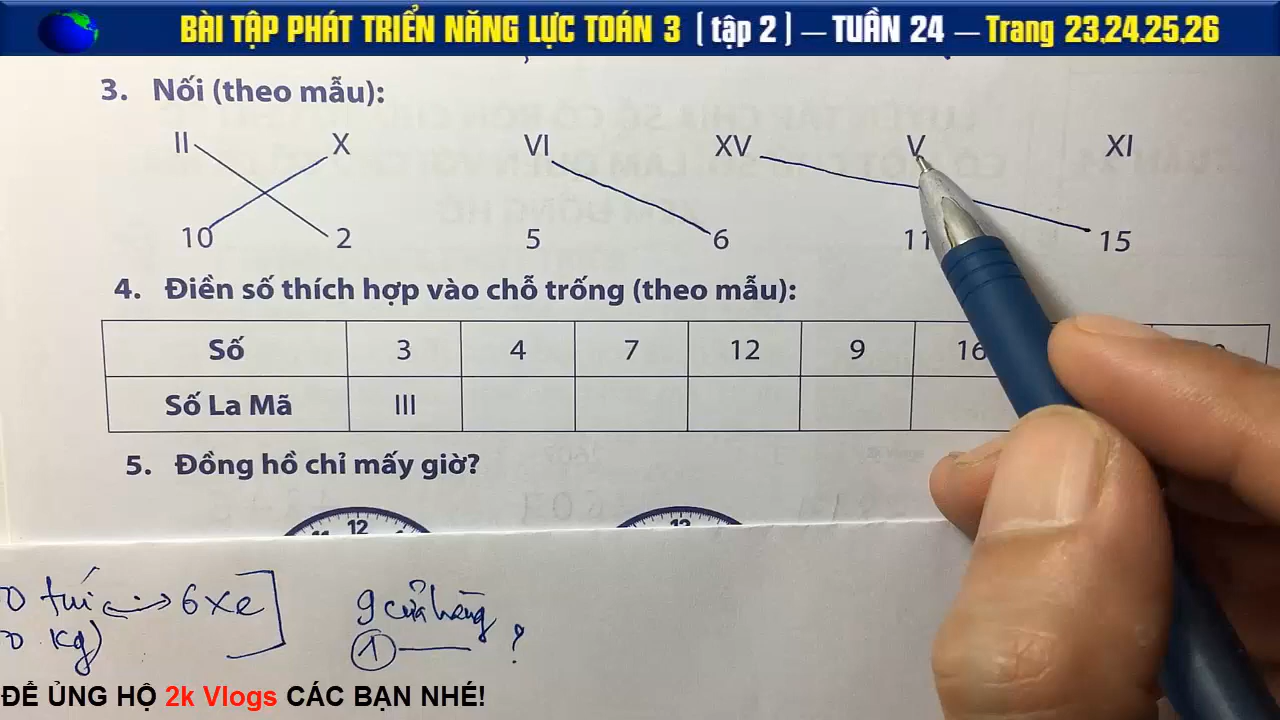 BÀI TẬP PHÁT TRIỂN NĂNG LỰC TOÁN 3 ( tập 2 ) – TUẦN 24 – Trang 23,24,25,26
3. Nối (theo mẫu):
II X VI XV V XI
10 2 5 6 11 15
4. Điền số thích hợp vào chỗ trống (theo mẫu):
Số 3 4 7 12 9 16
Số La Mã III
5. Đồng hồ chỉ mấy giờ?
11 12 12
túi 6 xe 9 cửa hàng
kg) 1 ?
ĐỂ ỦNG HỘ 2k Vlogs CÁC BẠN NHÉ!